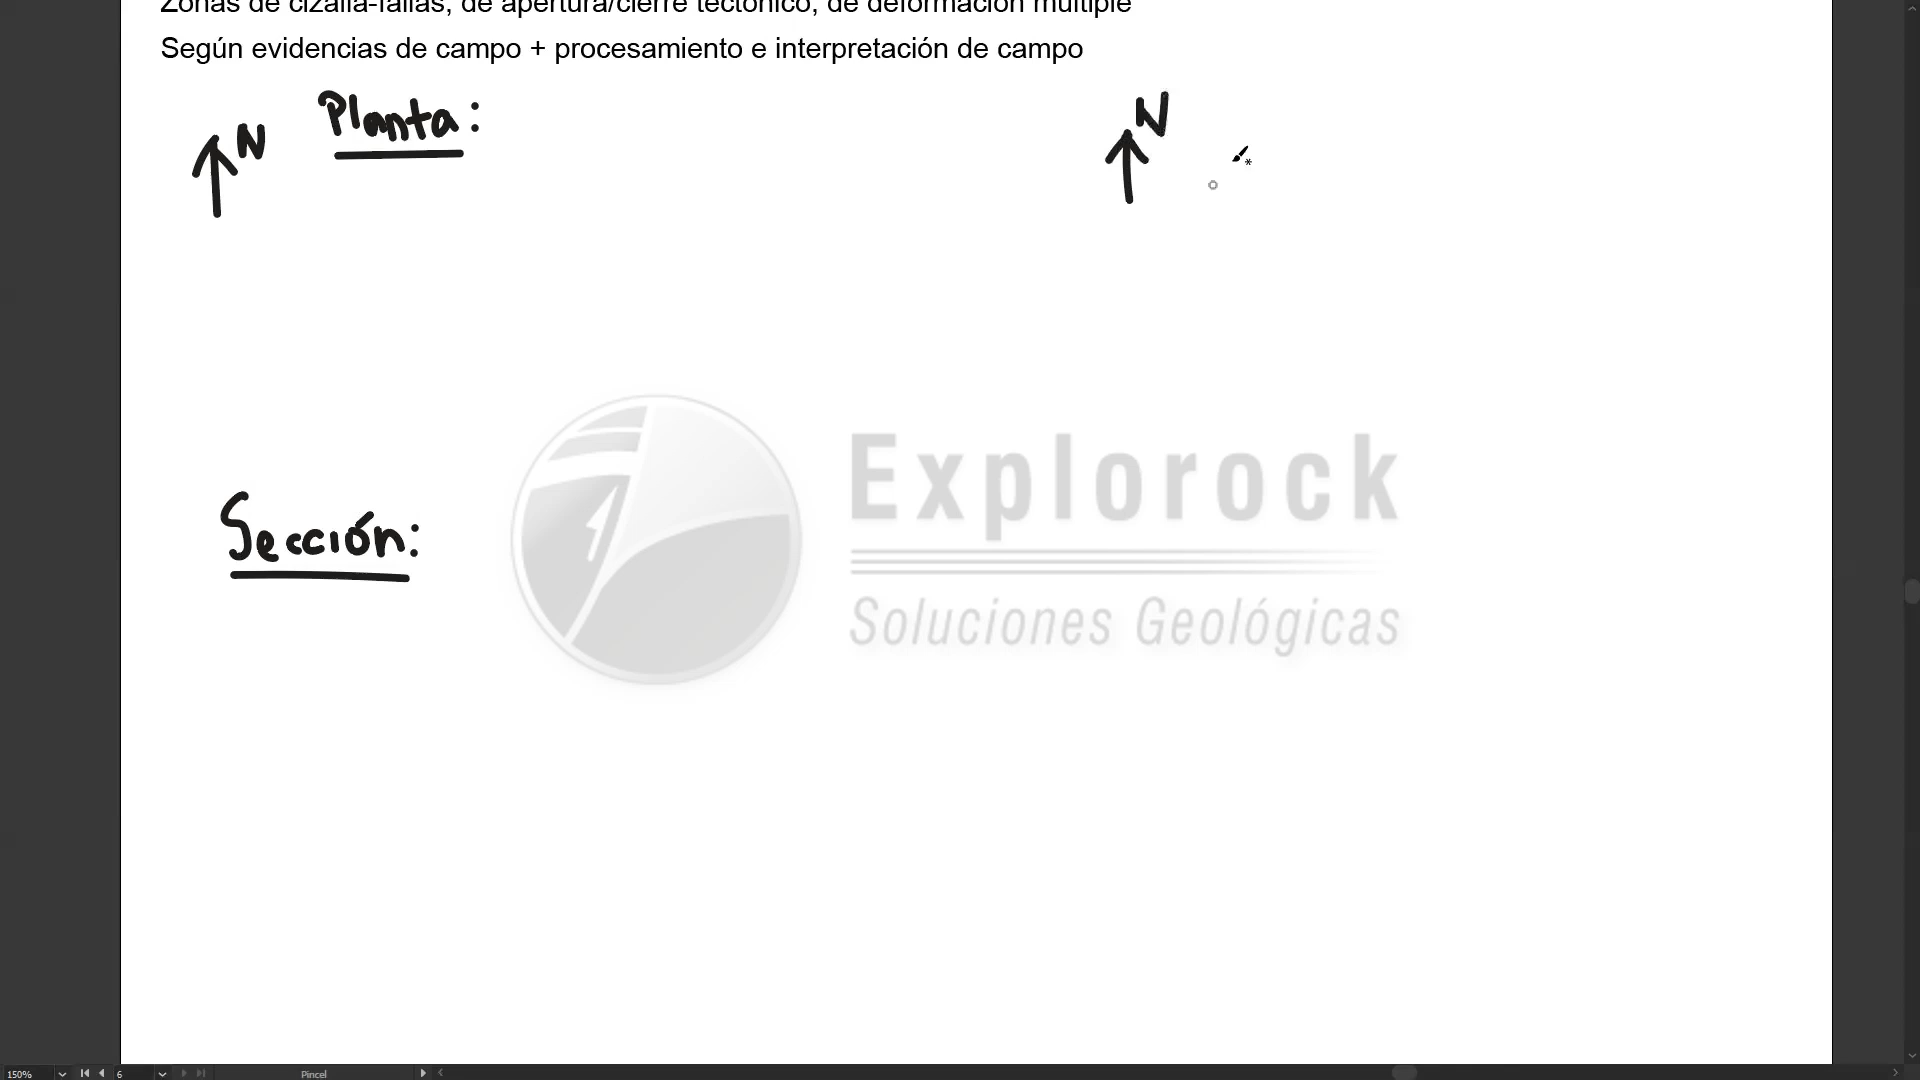 Zonas de cizalla-fallas, de apertura/cierre tectónico, de deformación múltiple
Según evidencias de campo + procesamiento e interpretación de campo
N Planta: N
Explorock
Soluciones Geológicas
Sección:
150% 6 Pincel